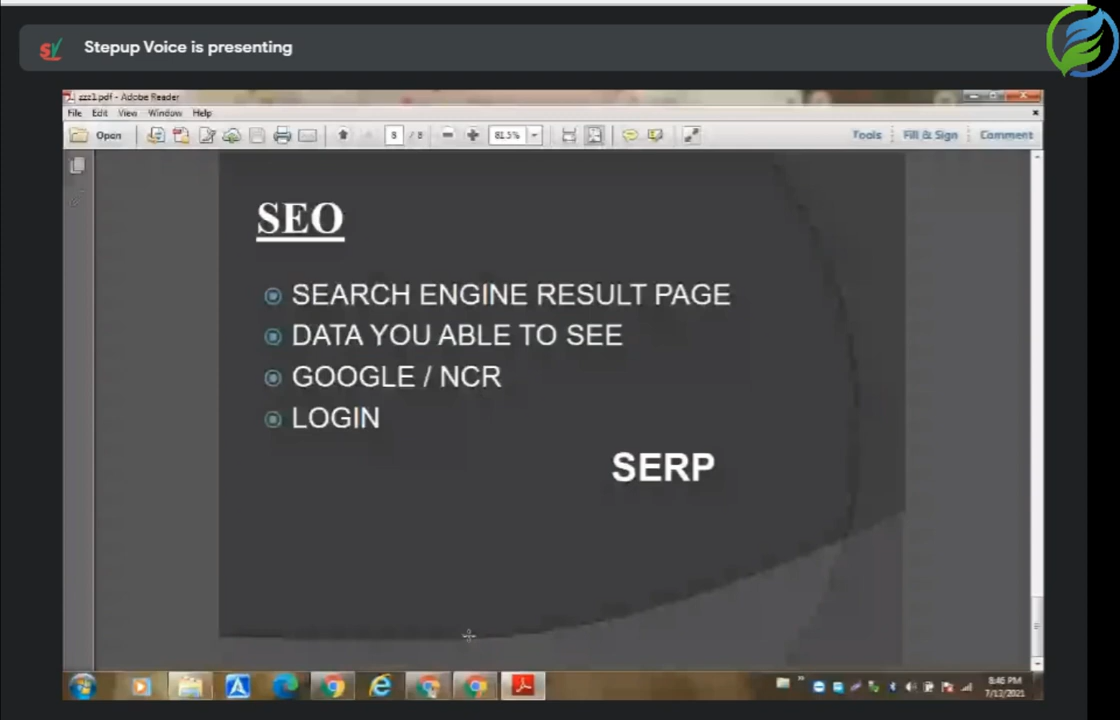 Stepup Voice is presenting
zzz1.pdf - Adobe Reader
File Edit View Window Help
Open 8 / 8 81.5% Tools Fill & Sign Comment
SEO
SEARCH ENGINE RESULT PAGE
DATA YOU ABLE TO SEE
GOOGLE / NCR
LOGIN
SERP
8:46 PM
7/13/2021